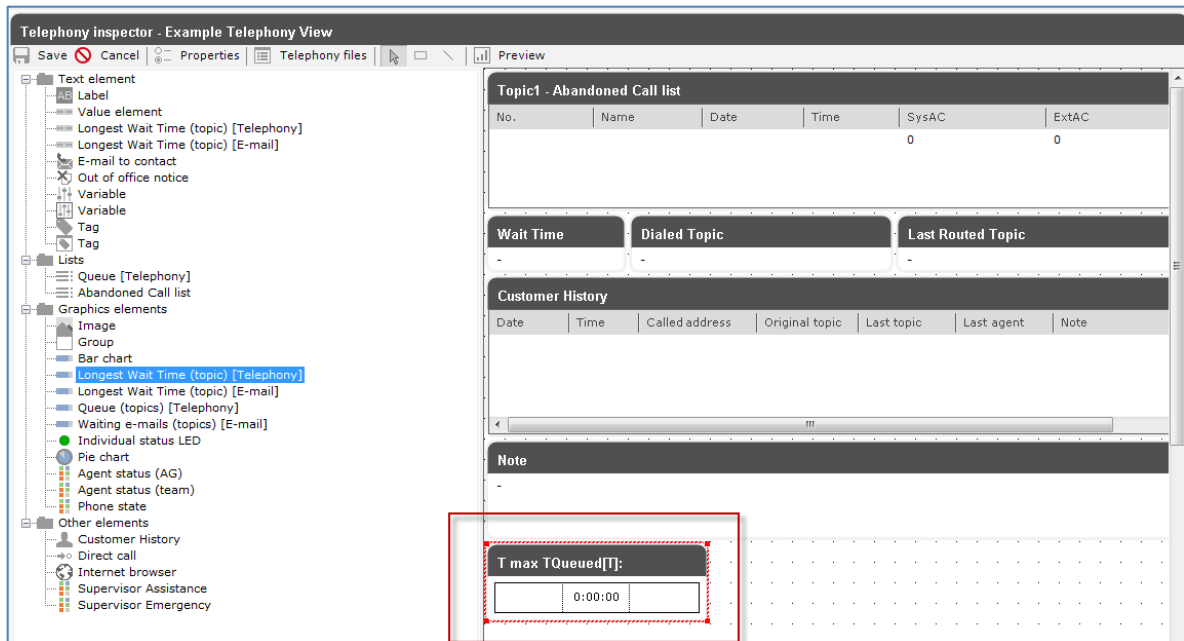 Telephony inspector - Example Telephony View
Save Cancel Properties Telephony files Preview
Text element
AB Label
Value element
Longest Wait Time (topic) [Telephony]
Longest Wait Time (topic) [E-mail]
E-mail to contact
Out of office notice
Variable
Variable
Tag
Tag
Lists
Queue [Telephony]
Abandoned Call list
Graphics elements
Image
Group
Bar chart
Longest Wait Time (topic) [Telephony]
Longest Wait Time (topic) [E-mail]
Queue (topics) [Telephony]
Waiting e-mails (topics) [E-mail]
Individual status LED
Pie chart
Agent status (AG)
Agent status (team)
Phone state
Other elements
Customer History
Direct call
Internet browser
Supervisor Assistance
Supervisor Emergency
Topic1 - Abandoned Call list
No. Name Date Time SysAC ExtAC
0 0
Wait Time Dialed Topic Last Routed Topic
- - -
Customer History
Date Time Called address Original topic Last topic Last agent Note
Note
-
T max TQueued[T]:
0:00:00